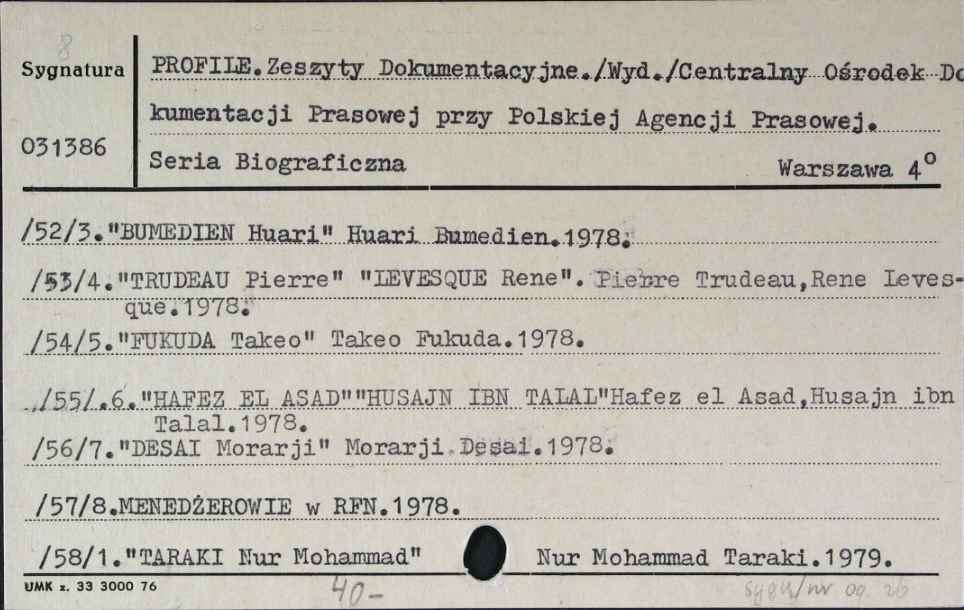 8
Sygnatura
PROFILE.Zeszyty Dokumentacyjne./Wyd./Centralny Ośrodek Do
kumentacji Prasowej przy Polskiej Agencji Prasowej.
031386
Seria Biograficzna Warszawa 4º
/52/3."BUMEDIEN Huari" Huari Bumedien.1978.
/53/4."TRUDEAU Pierre" "LEVESQUE Rene". Pierre Trudeau,Rene Leves-
que.1978.
/54/5."FUKUDA Takeo" Takeo Fukuda.1978.
/55/.6."HAFEZ EL ASAD""HUSAJN IBN TALAL"Hafez el Asad,Husajn ibn
Talal.1978.
/56/7."DESAI Morarji" Morarji Desai.1978.
/57/8.MENEDŻEROWIE w RFN.1978.
/58/1."TARAKI Nur Mohammad" Nur Mohammad Taraki.1979.
UMK z. 33 3000 76
40-